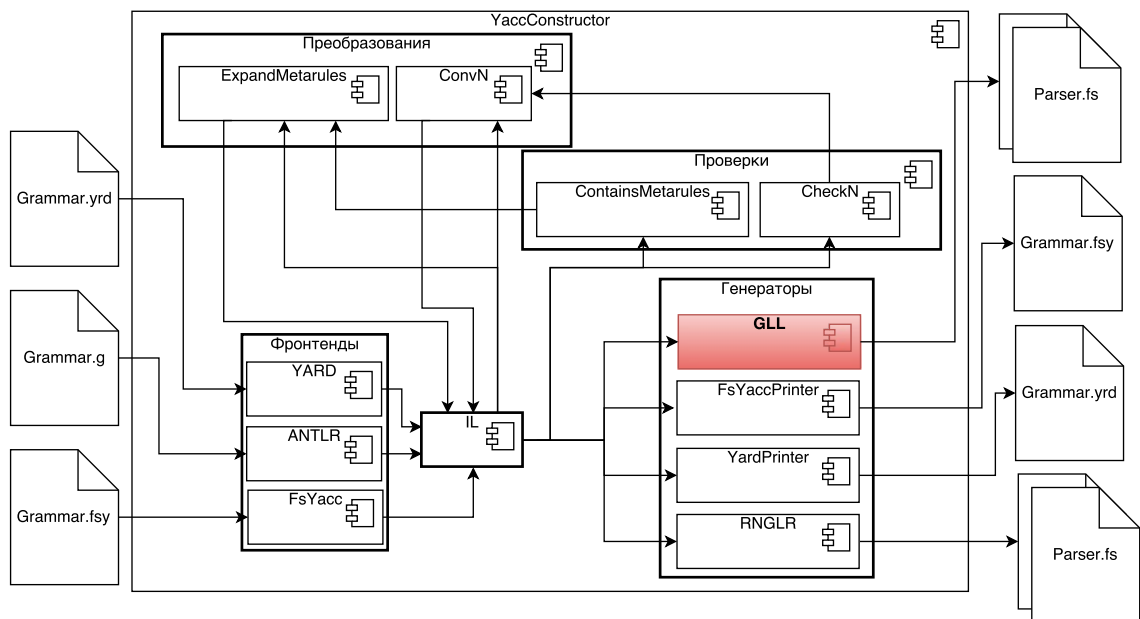 YaccConstructor
Преобразования
ExpandMetarules
ConvN
Проверки
ContainsMetarules
CheckN
Grammar.yrd
Grammar.g
Grammar.fsy
Фронтенды
YARD
ANTLR
FsYacc
IL
Генераторы
GLL
FsYaccPrinter
YardPrinter
RNGLR
Parser.fs
Grammar.fsy
Grammar.yrd
Parser.fs